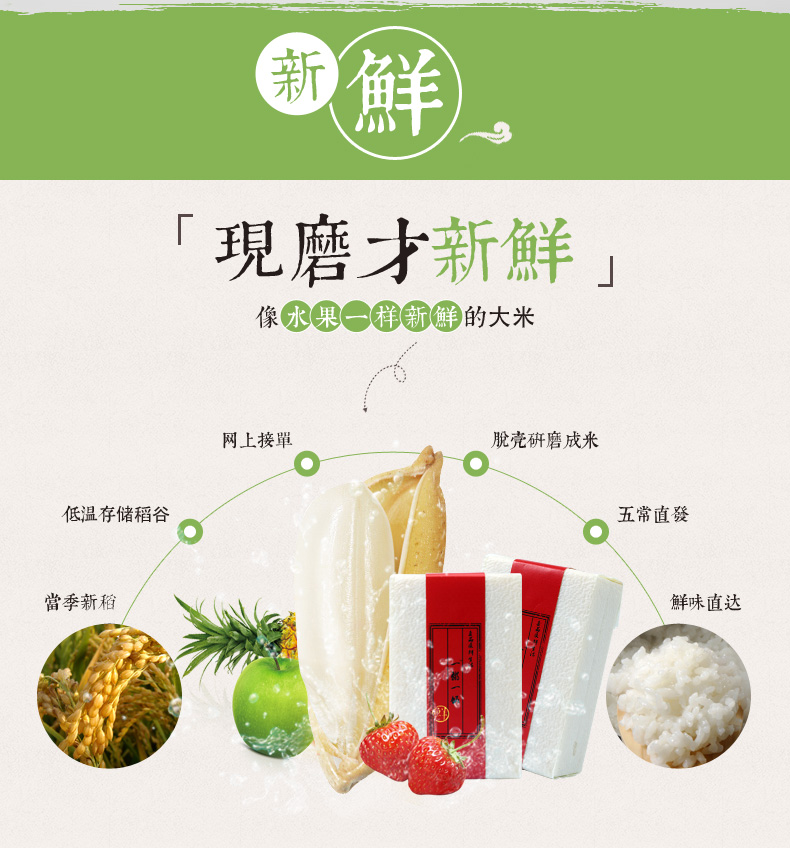 新鮮
「現磨才新鮮」
像水果一样新鮮的大米
网上接單
脫壳研磨成米
低温存储稻谷
五常直發
當季新稻
鮮味直达